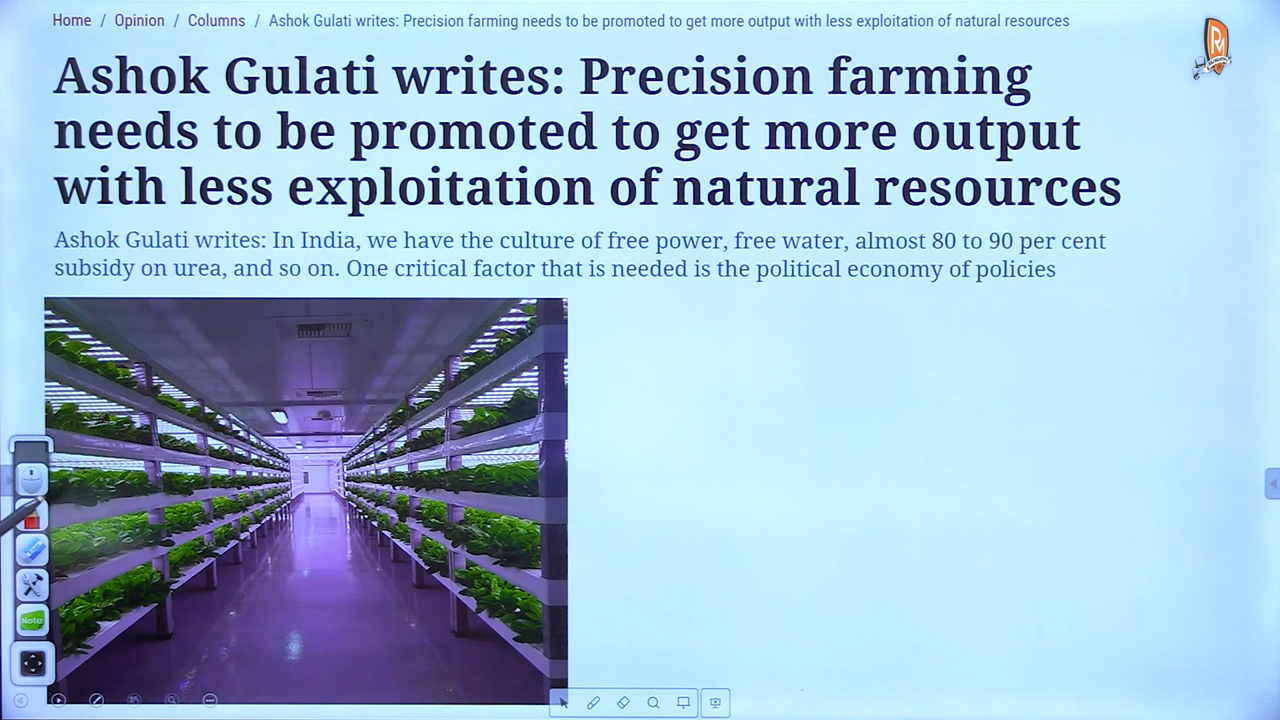 Home / Opinion / Columns / Ashok Gulati writes: Precision farming needs to be promoted to get more output with less exploitation of natural resources
Ashok Gulati writes: Precision farming
needs to be promoted to get more output
with less exploitation of natural resources
Ashok Gulati writes: In India, we have the culture of free power, free water, almost 80 to 90 per cent
subsidy on urea, and so on. One critical factor that is needed is the political economy of policies
Note